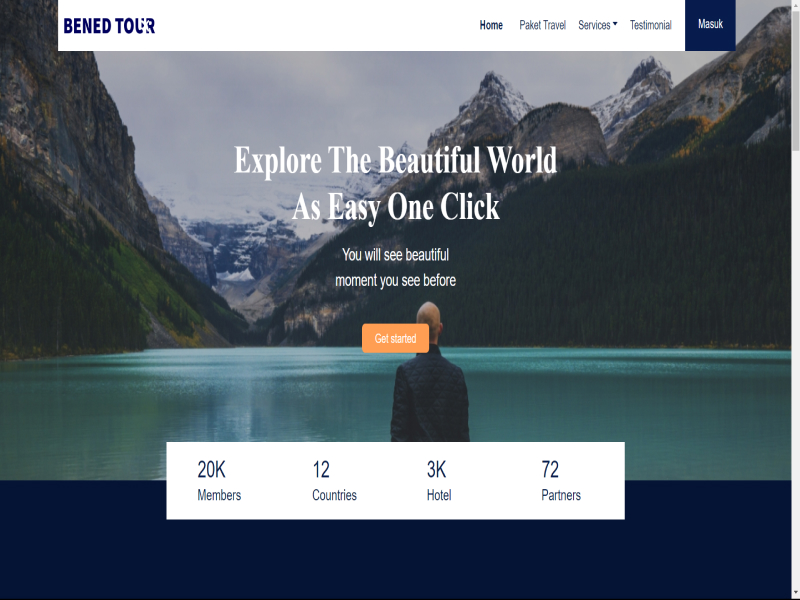 BENED TOUR
Home Paket Travel Services Testimonial Masuk
Explore The Beautiful World
As Easy One Click
You will see beautiful
moment you see before
Get started
20K 12 3K 72
Members Countries Hotel Partners